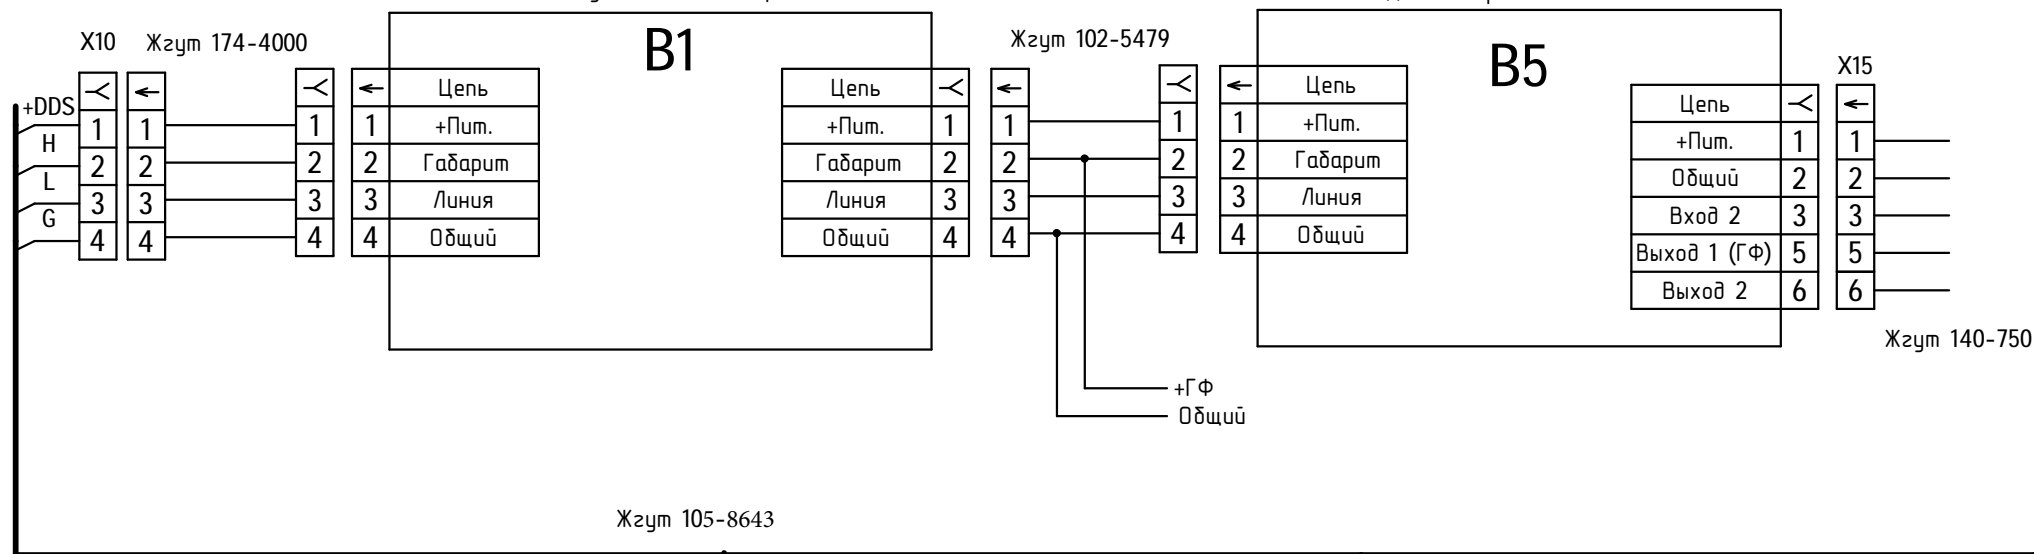 X10 Жгут 174-4000
+DDS
H
L
G
1 1 1
2 2 2
3 3 3
4 4 4
B1
Цепь
1 +Пит.
2 Габарит
3 Линия
4 Общий
Цепь
+Пит. 1 1
Габарит 2 2
Линия 3 3
Общий 4 4
Жгут 102-5479
1
2
3
4
+ГФ
Общий
B5
Цепь
1 +Пит.
2 Габарит
3 Линия
4 Общий
X15
Цепь
+Пит. 1 1
Общий 2 2
Вход 2 3 3
Выход 1 (ГФ) 5 5
Выход 2 6 6
Жгут 140-750
Жгут 105-8643